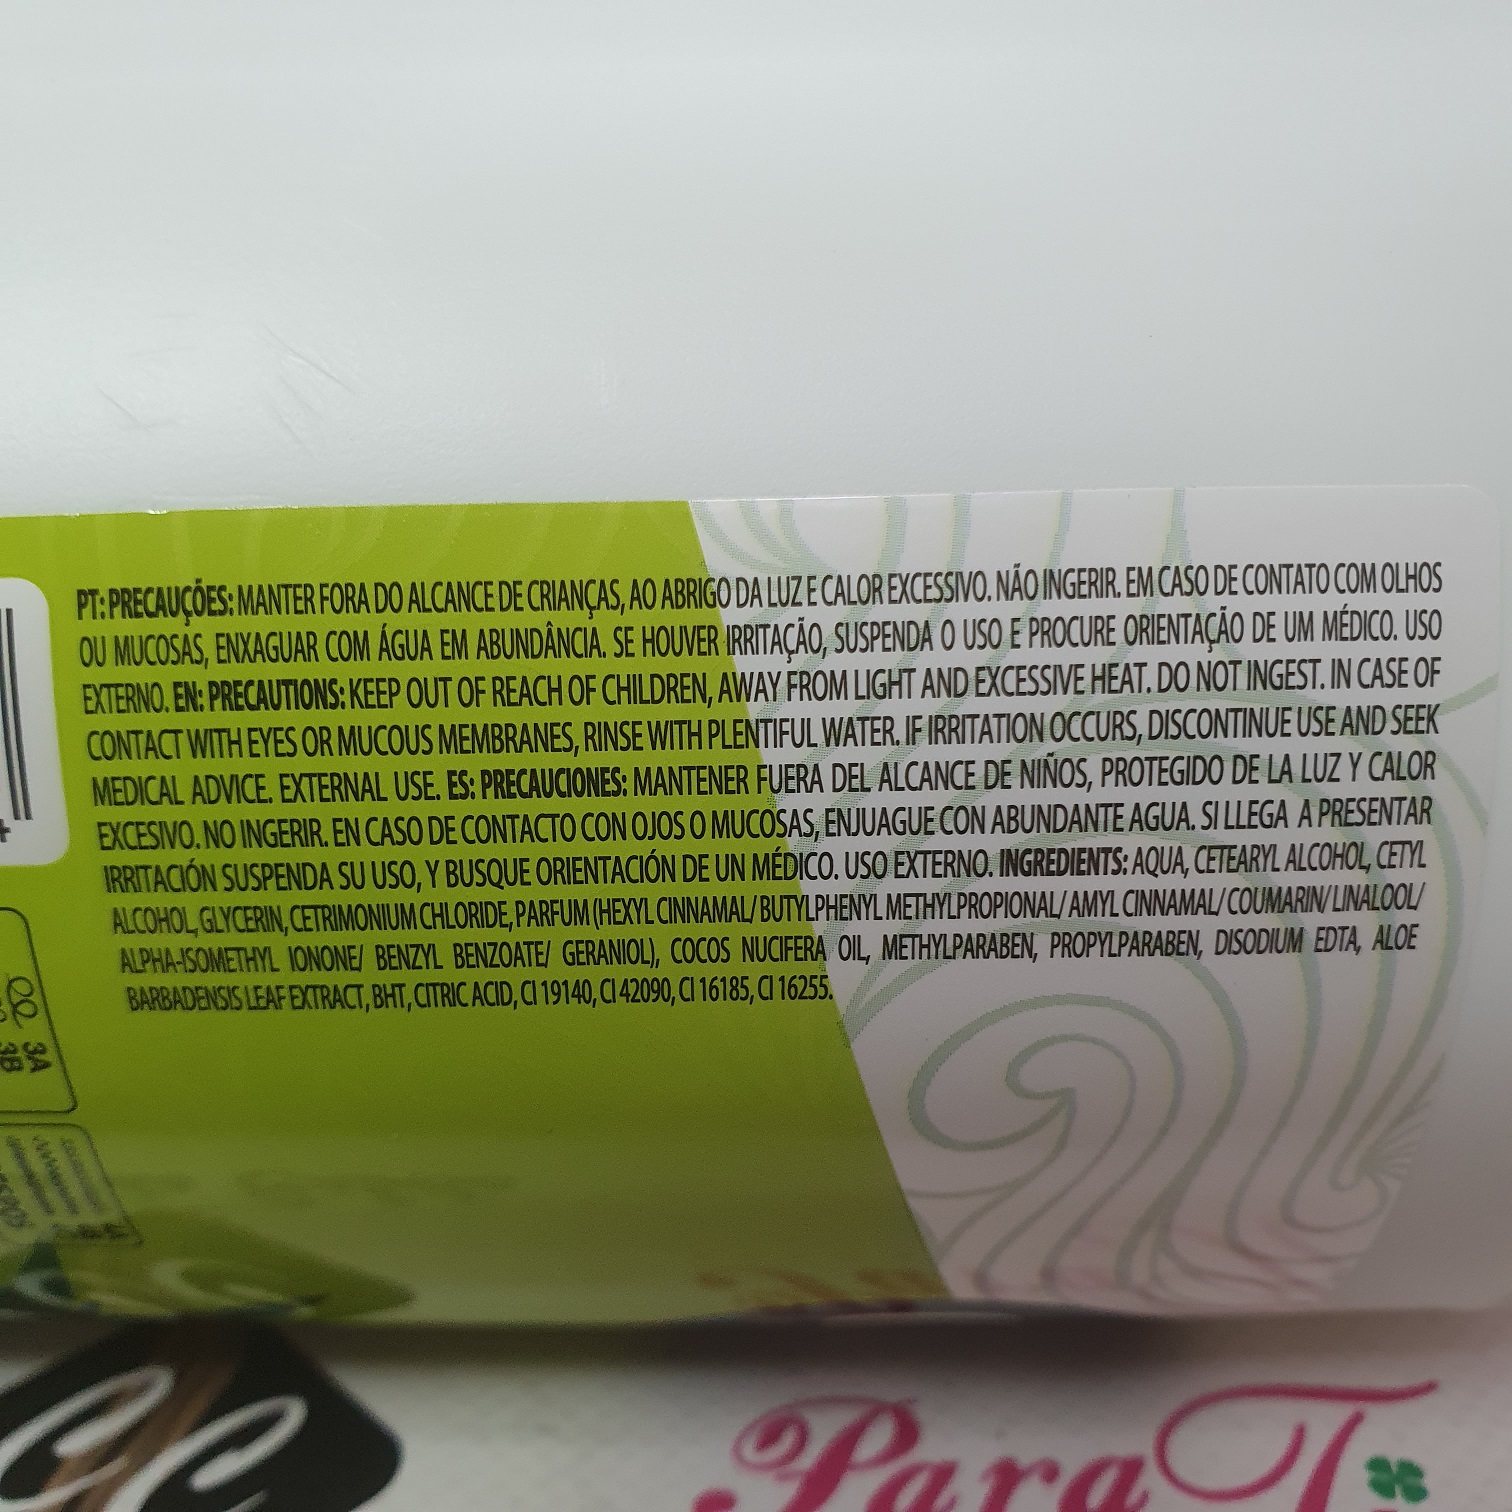 PT: PRECAUÇÕES: MANTER FORA DO ALCANCE DE CRIANÇAS, AO ABRIGO DA LUZ E CALOR EXCESSIVO. NÃO INGERIR. EM CASO DE CONTATO COM OLHOS
OU MUCOSAS, ENXAGUAR COM ÁGUA EM ABUNDÂNCIA. SE HOUVER IRRITAÇÃO, SUSPENDA O USO E PROCURE ORIENTAÇÃO DE UM MÉDICO. USO
EXTERNO. EN: PRECAUTIONS: KEEP OUT OF REACH OF CHILDREN, AWAY FROM LIGHT AND EXCESSIVE HEAT. DO NOT INGEST. IN CASE OF
CONTACT WITH EYES OR MUCOUS MEMBRANES, RINSE WITH PLENTIFUL WATER. IF IRRITATION OCCURS, DISCONTINUE USE AND SEEK
MEDICAL ADVICE. EXTERNAL USE. ES: PRECAUCIONES: MANTENER FUERA DEL ALCANCE DE NIÑOS, PROTEGIDO DE LA LUZ Y CALOR
EXCESIVO. NO INGERIR. EN CASO DE CONTACTO CON OJOS O MUCOSAS, ENJUAGUE CON ABUNDANTE AGUA. SI LLEGA A PRESENTAR
IRRITACIÓN SUSPENDA SU USO, Y BUSQUE ORIENTACIÓN DE UN MÉDICO. USO EXTERNO. INGREDIENTS: AQUA, CETEARYL ALCOHOL, CETYL
ALCOHOL, GLYCERIN, CETRIMONIUM CHLORIDE, PARFUM (HEXYL CINNAMAL/ BUTYLPHENYL METHYLPROPIONAL/ AMYL CINNAMAL/ COUMARIN/ LINALOOL/
ALPHA-ISOMETHYL IONONE/ BENZYL BENZOATE/ GERANIOL), COCOS NUCIFERA OIL, METHYLPARABEN, PROPYLPARABEN, DISODIUM EDTA, ALOE
BARBADENSIS LEAF EXTRACT, BHT, CITRIC ACID, CI 19140, CI 42090, CI 16185, CI 16255.
3A
3B
Para Ti